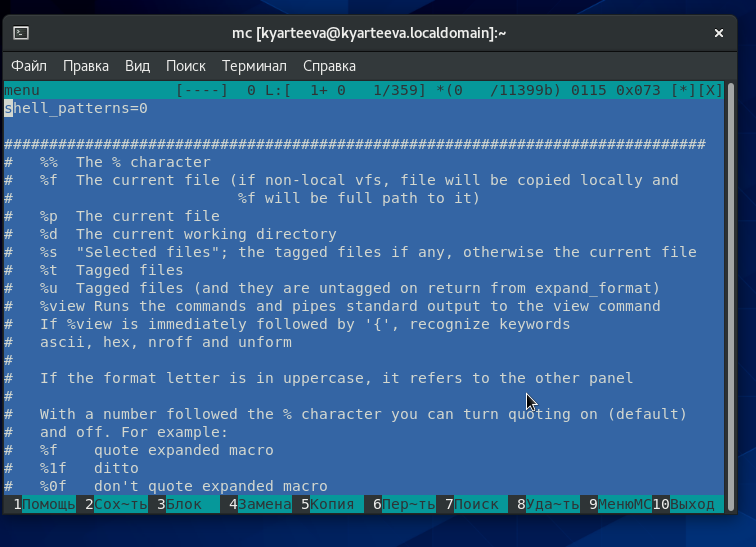 mc [kyarteeva@kyarteeva.localdomain]:~
Файл Правка Вид Поиск Терминал Справка
menu [----] 0 L:[ 1+ 0 1/359] *(0 /11399b) 0115 0x073 [*][X]
shell_patterns=0
##############################################################################
# %% The % character
# %f The current file (if non-local vfs, file will be copied locally and
# %f will be full path to it)
# %p The current file
# %d The current working directory
# %s "Selected files"; the tagged files if any, otherwise the current file
# %t Tagged files
# %u Tagged files (and they are untagged on return from expand_format)
# %view Runs the commands and pipes standard output to the view command
# If %view is immediately followed by '{', recognize keywords
# ascii, hex, nroff and unform
#
# If the format letter is in uppercase, it refers to the other panel
#
# With a number followed the % character you can turn quoting on (default)
# and off. For example:
# %f quote expanded macro
# %1f ditto
# %0f don't quote expanded macro
1Помощь 2Сох~ть 3Блок 4Замена 5Копия 6Пер~ть 7Поиск 8Уда~ть 9МенюMC 10Выход